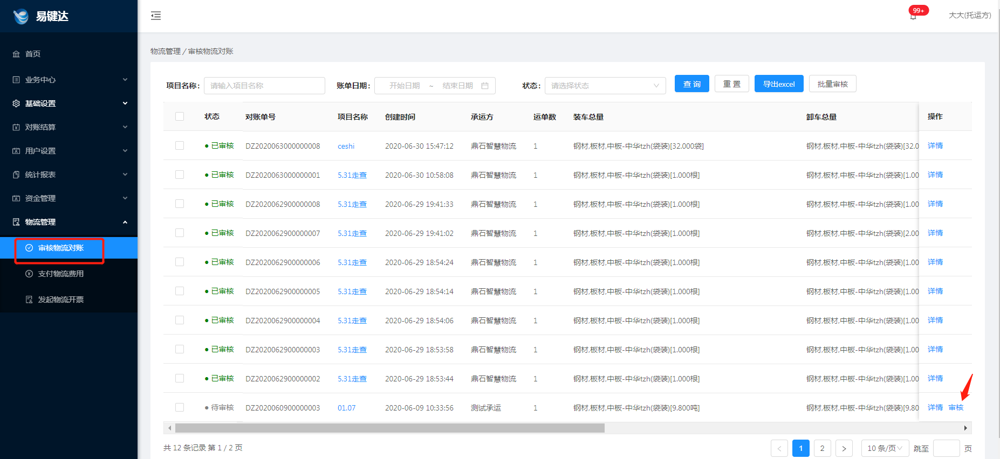 易键达
99+
大大(托运方)
首页
业务中心
基础设置
对账结算
用户设置
统计报表
资金管理
物流管理
审核物流对账
支付物流费用
发起物流开票
物流管理 / 审核物流对账
项目名称: 请输入项目名称 账单日期: 开始日期 ~ 结束日期 状态: 请选择状态 查 询 重 置 导出excel 批量审核
状态 对账单号 项目名称 创建时间 承运方 运单数 装车总量 卸车总量 操作
已审核 DZ2020063000000008 ceshi 2020-06-30 15:47:12 鼎石智慧物流 1 钢材,板材,中板-中华tzh(袋装)[32.000袋] 钢材,板材,中板-中华tzh(袋装)[32.0 详情
已审核 DZ2020063000000001 5.31走查 2020-06-30 10:58:08 鼎石智慧物流 1 钢材,板材,中板-中华tzh(袋装)[1.000根] 钢材,板材,中板-中华tzh(袋装)[1.00 详情
已审核 DZ2020062900000008 5.31走查 2020-06-29 19:41:33 鼎石智慧物流 1 钢材,板材,中板-中华tzh(袋装)[1.000根] 钢材,板材,中板-中华tzh(袋装)[1.00 详情
已审核 DZ2020062900000007 5.31走查 2020-06-29 19:41:02 鼎石智慧物流 1 钢材,板材,中板-中华tzh(袋装)[1.000根] 钢材,板材,中板-中华tzh(袋装)[2.00 详情
已审核 DZ2020062900000006 5.31走查 2020-06-29 18:54:24 鼎石智慧物流 1 钢材,板材,中板-中华tzh(袋装)[1.000根] 钢材,板材,中板-中华tzh(袋装)[1.00 详情
已审核 DZ2020062900000005 5.31走查 2020-06-29 18:54:14 鼎石智慧物流 1 钢材,板材,中板-中华tzh(袋装)[1.000根] 钢材,板材,中板-中华tzh(袋装)[1.00 详情
已审核 DZ2020062900000004 5.31走查 2020-06-29 18:54:06 鼎石智慧物流 1 钢材,板材,中板-中华tzh(袋装)[1.000根] 钢材,板材,中板-中华tzh(袋装)[1.00 详情
已审核 DZ2020062900000003 5.31走查 2020-06-29 18:53:58 鼎石智慧物流 1 钢材,板材,中板-中华tzh(袋装)[1.000根] 钢材,板材,中板-中华tzh(袋装)[1.00 详情
已审核 DZ2020062900000002 5.31走查 2020-06-29 18:53:44 鼎石智慧物流 1 钢材,板材,中板-中华tzh(袋装)[1.000根] 钢材,板材,中板-中华tzh(袋装)[1.00 详情
待审核 DZ2020060900000003 01.07 2020-06-09 10:33:56 测试承运 1 钢材,板材,中板-中华tzh(袋装)[9.800吨] 钢材,板材,中板-中华tzh(袋装)[9.80 详情 审核
共 12 条记录 第 1 / 2 页 < 1 2 > 10 条/页 跳至 页